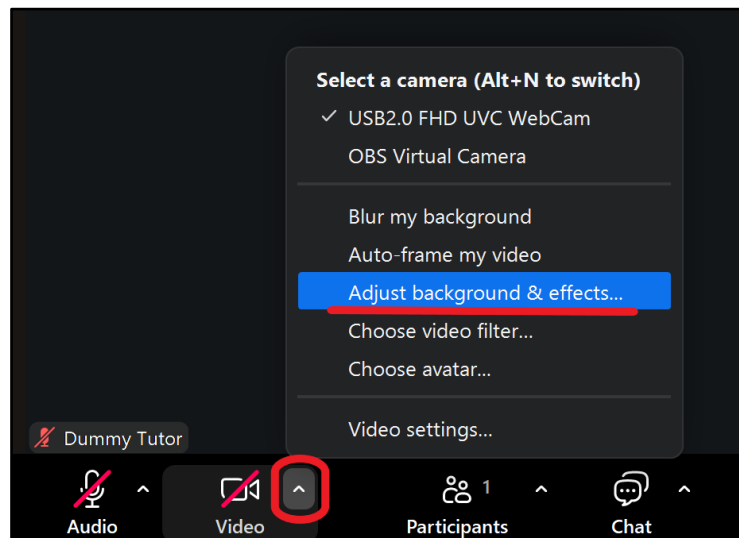 Select a camera (Alt+N to switch)
USB2.0 FHD UVC WebCam
OBS Virtual Camera
Blur my background
Auto-frame my video
Adjust background & effects...
Choose video filter...
Choose avatar...
Video settings...
Dummy Tutor
1
Audio
Video
Participants
Chat